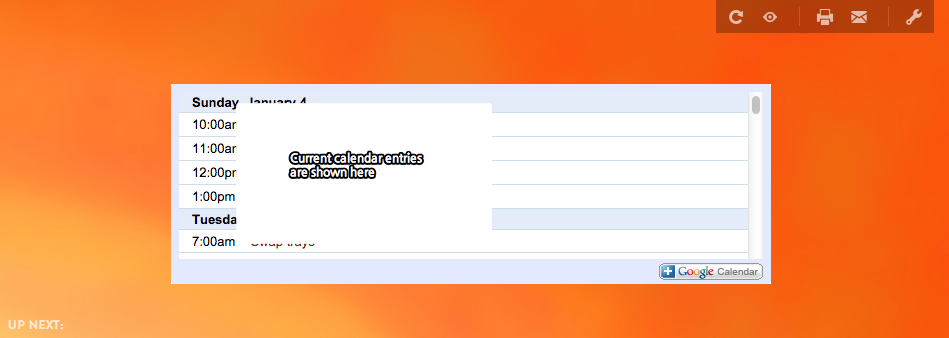 Sunday January 4
10:00am
11:00am
12:00pm
1:00pm
Current calendar entries
are shown here
Tuesda
7:00am Swap trays
Google Calendar
UP NEXT: